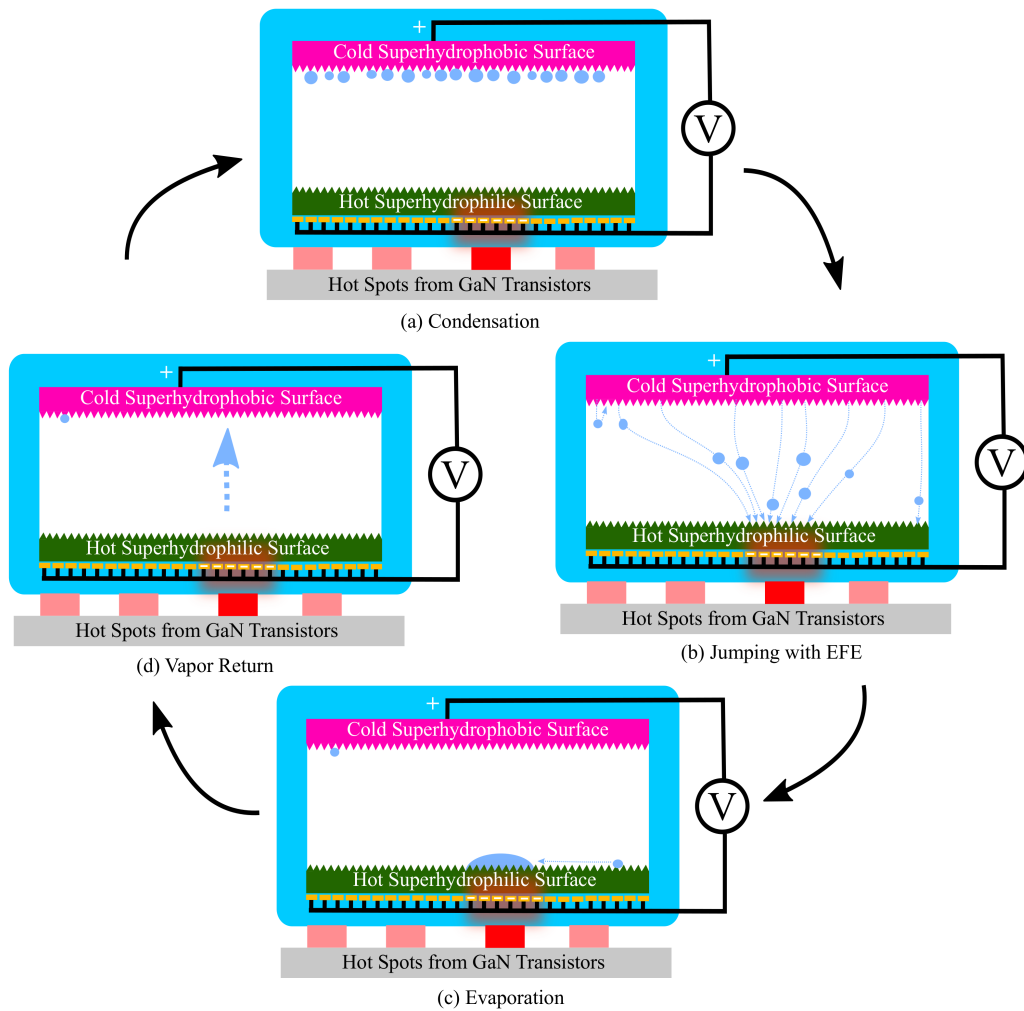 +
Cold Superhydrophobic Surface
V
Hot Superhydrophilic Surface
Hot Spots from GaN Transistors
(a) Condensation
+
Cold Superhydrophobic Surface
V
Hot Superhydrophilic Surface
Hot Spots from GaN Transistors
(b) Jumping with EFE
+
Cold Superhydrophobic Surface
V
Hot Superhydrophilic Surface
Hot Spots from GaN Transistors
(c) Evaporation
+
Cold Superhydrophobic Surface
V
Hot Superhydrophilic Surface
Hot Spots from GaN Transistors
(d) Vapor Return